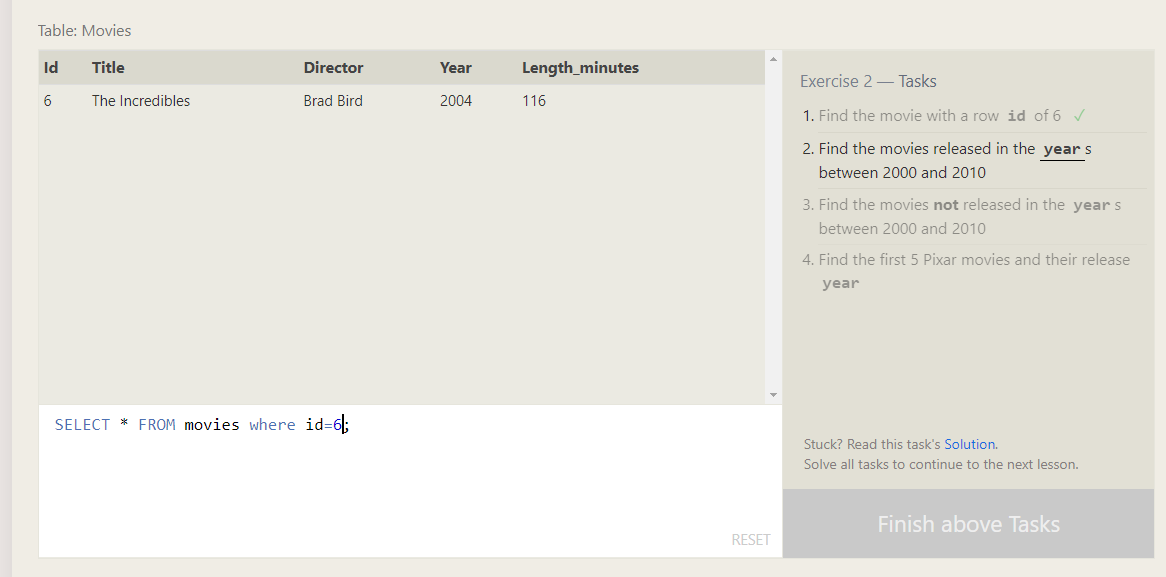 Table: Movies
Id Title Director Year Length_minutes
6 The Incredibles Brad Bird 2004 116
SELECT * FROM movies where id=6;
RESET
Exercise 2 — Tasks
1. Find the movie with a row id of 6 ✓
2. Find the movies released in the year s
between 2000 and 2010
3. Find the movies not released in the year s
between 2000 and 2010
4. Find the first 5 Pixar movies and their release
year
Stuck? Read this task's Solution.
Solve all tasks to continue to the next lesson.
Finish above Tasks